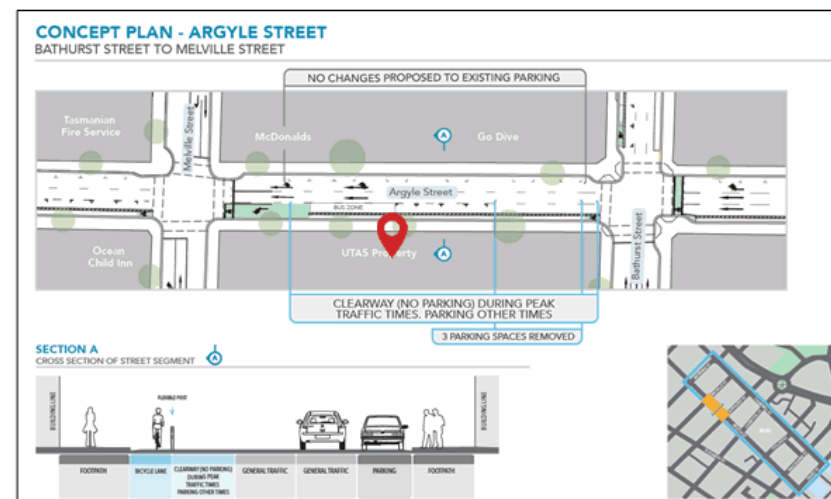 CONCEPT PLAN - ARGYLE STREET
BATHURST STREET TO MELVILLE STREET
NO CHANGES PROPOSED TO EXISTING PARKING
Tasmanian
Fire Service
Melville Street
McDonalds
A
Go Dive
Argyle Street
BUS ZONE
Ocean
Child Inn
UTAS Property
A
Bathurst Street
CLEARWAY (NO PARKING) DURING PEAK
TRAFFIC TIMES. PARKING OTHER TIMES
3 PARKING SPACES REMOVED
SECTION A
CROSS SECTION OF STREET SEGMENT
A
BUILDING LINE
FLEXIBLE POST
BUILDING LINE
FOOTPATH
BICYCLE LANE
CLEARWAY (NO PARKING)
DURING PEAK
TRAFFIC TIMES
PARKING OTHER TIMES
GENERAL TRAFFIC
GENERAL TRAFFIC
PARKING
FOOTPATH